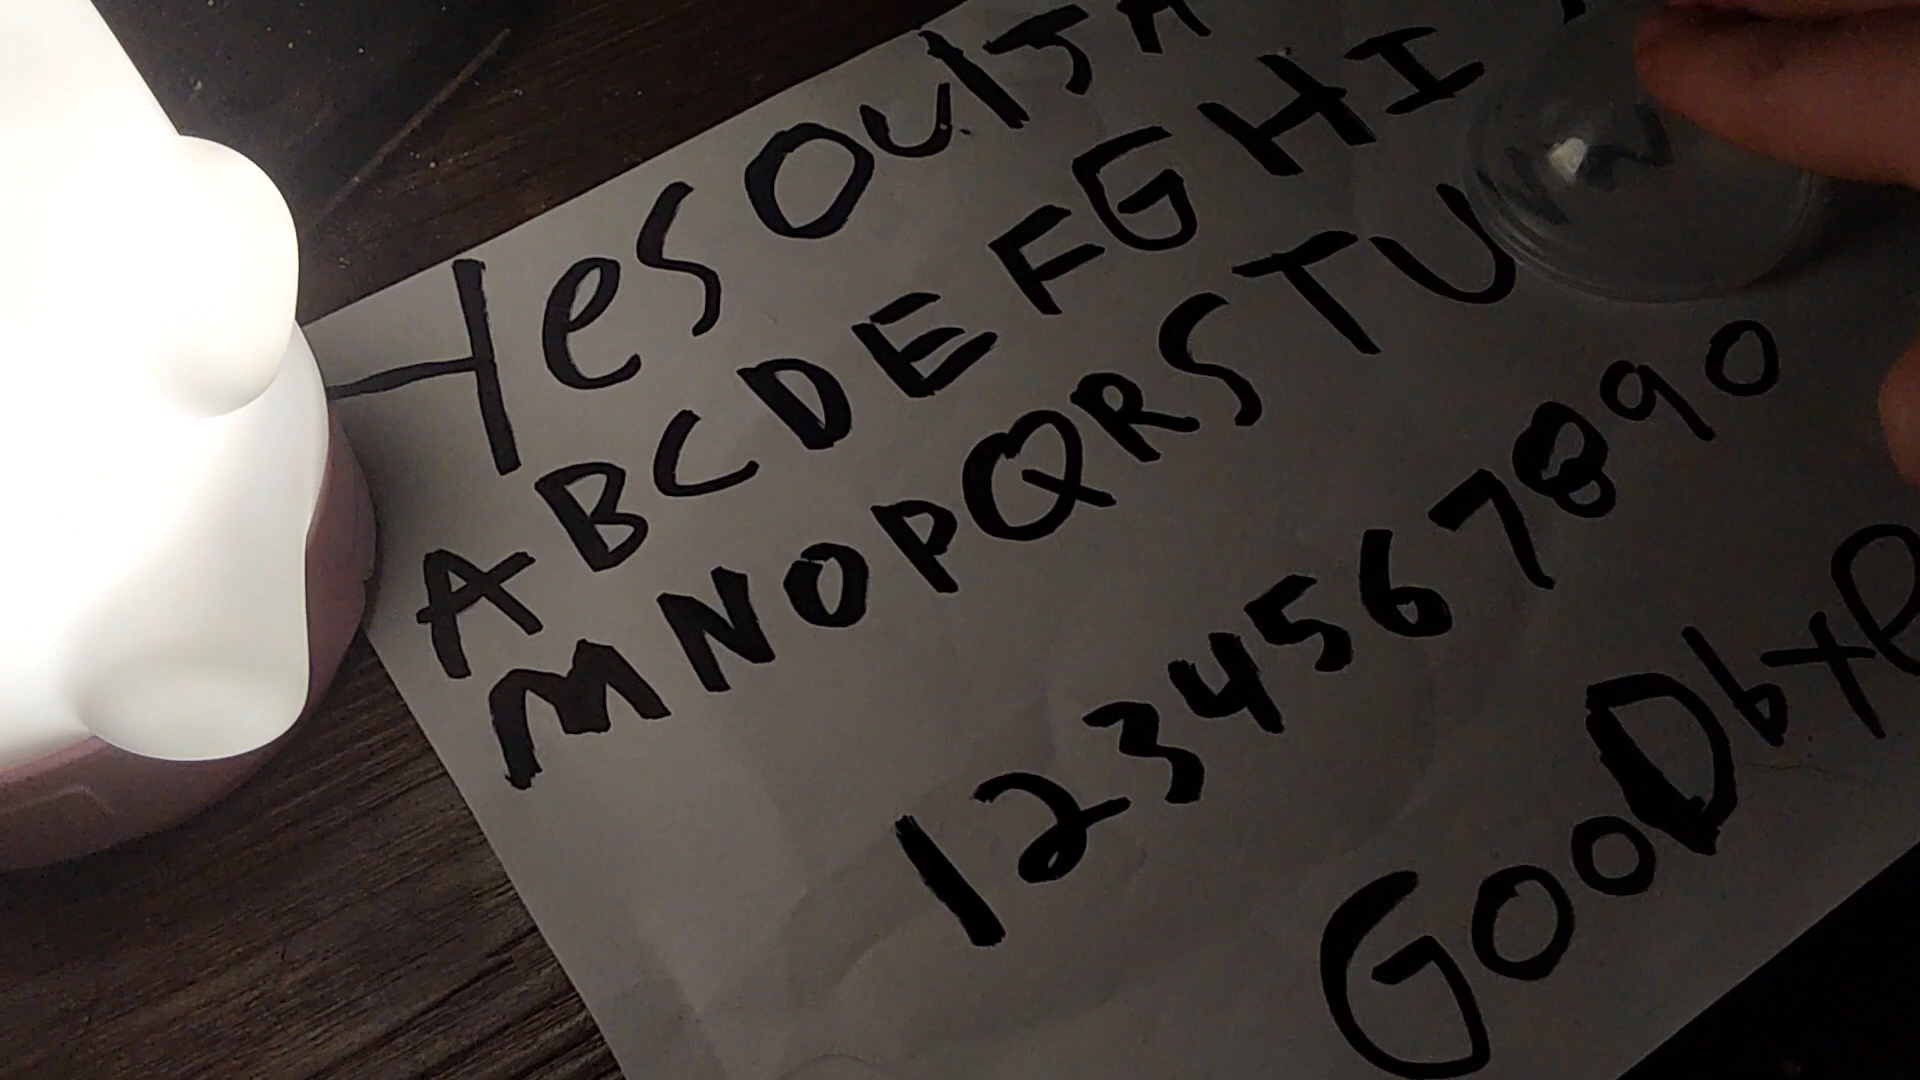 Yes OUIJA
ABCDEFGHI
MNOPQRSTU
1234567890
GooDbye